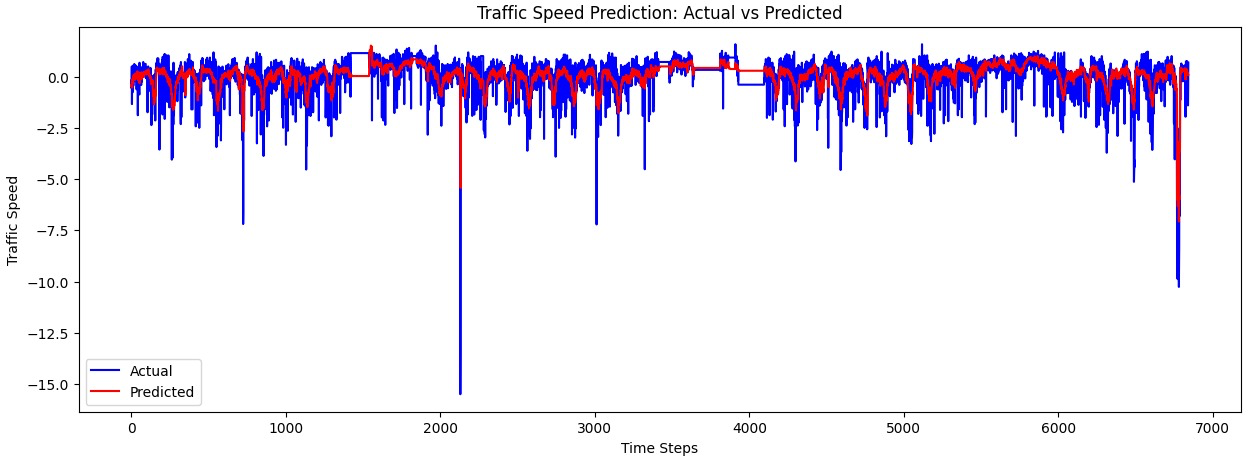 Traffic Speed Prediction: Actual vs Predicted
Traffic Speed
0.0
−2.5
−5.0
−7.5
−10.0
−12.5
−15.0
Actual
Predicted
0 1000 2000 3000 4000 5000 6000 7000
Time Steps